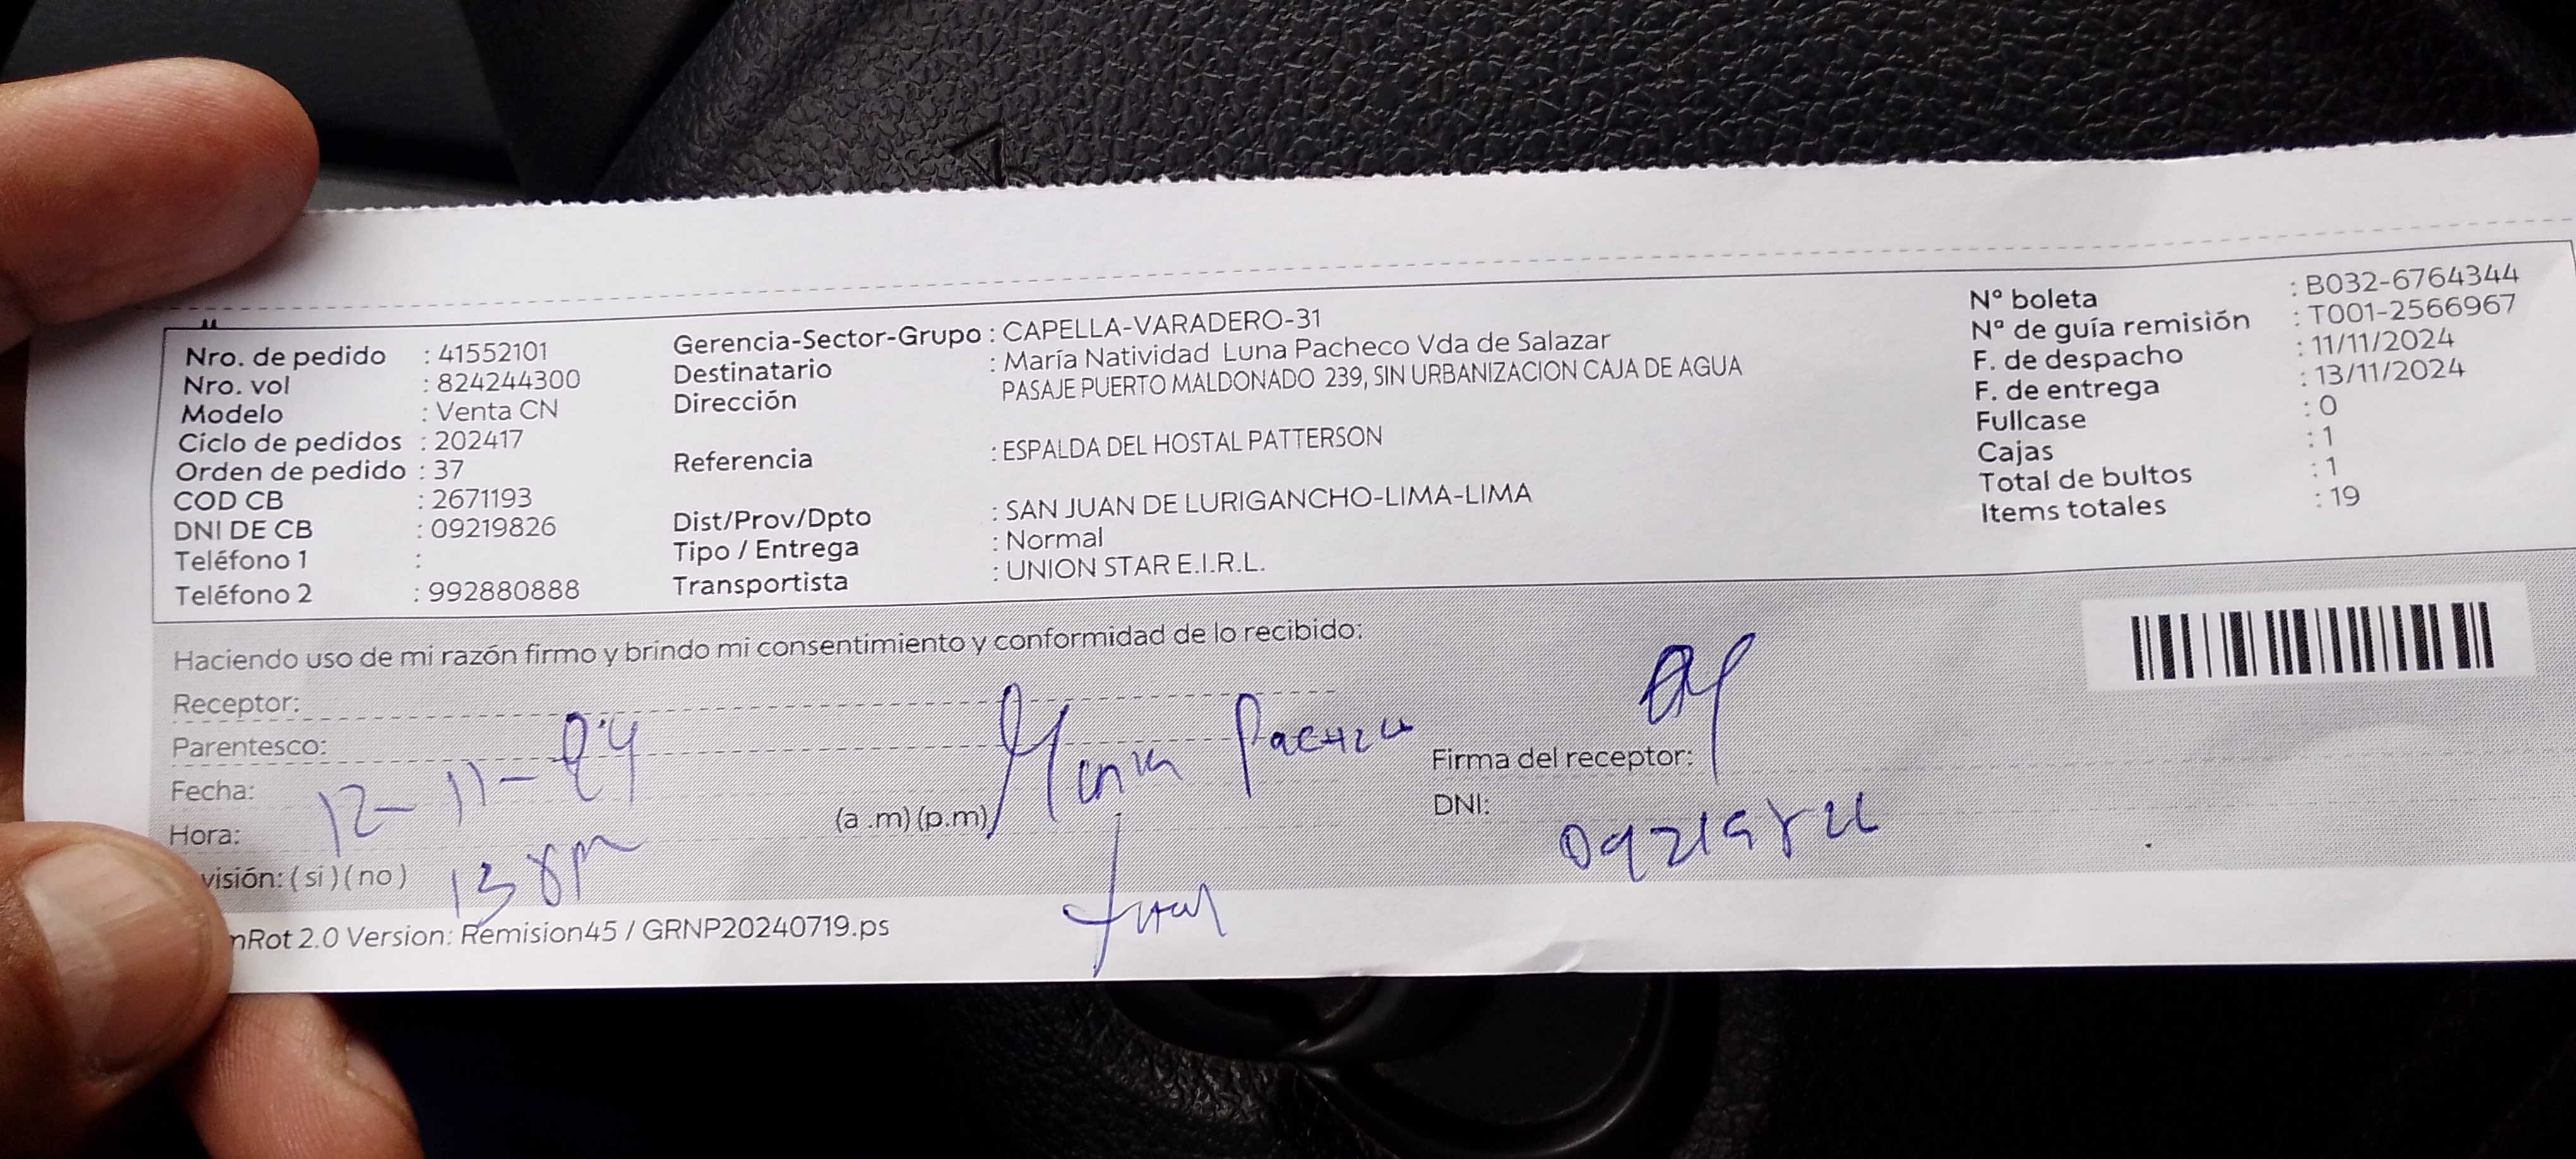 Nro. de pedido : 41552101
Nro. vol : 824244300
Modelo : Venta CN
Ciclo de pedidos : 202417
Orden de pedido : 37
COD CB : 2671193
DNI DE CB : 09219826
Teléfono 1 :
Teléfono 2 : 992880888
Gerencia-Sector-Grupo : CAPELLA-VARADERO-31
Destinatario : María Natividad Luna Pacheco Vda de Salazar
Dirección PASAJE PUERTO MALDONADO 239, SIN URBANIZACION CAJA DE AGUA
Referencia : ESPALDA DEL HOSTAL PATTERSON
Dist/Prov/Dpto : SAN JUAN DE LURIGANCHO-LIMA-LIMA
Tipo / Entrega : Normal
Transportista : UNION STAR E.I.R.L.
Nº boleta : B032-6764344
Nº de guía remisión : T001-2566967
F. de despacho : 11/11/2024
F. de entrega : 13/11/2024
Fullcase : 0
Cajas : 1
Total de bultos : 1
Items totales : 19
Haciendo uso de mi razón firmo y brindo mi consentimiento y conformidad de lo recibido:
Receptor:
Parentesco:
Fecha: 12-11-24
Hora: (a .m) (p.m)
visión: ( si ) ( no ) 13
Pacheco
Firma del receptor:
DNI: 09219826
nRot 2.0 Version: Remision45 / GRNP20240719.ps